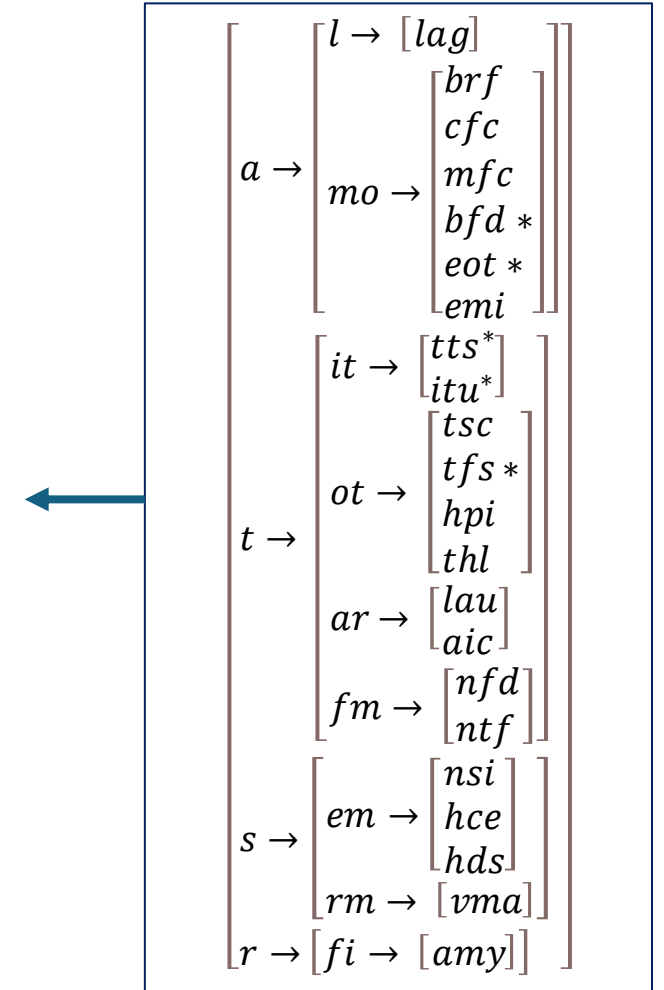 l → [lag]
brf
cfc
a →
mfc
mo →
bfd *
eot *
emi
it →
tts*
itu*
tsc
tfs *
ot →
hpi
t →
thl
ar →
lau
aic
fm →
nfd
ntf
nsi
em →
hce
s →
hds
rm → [vma]
r → [fi → [amy]]